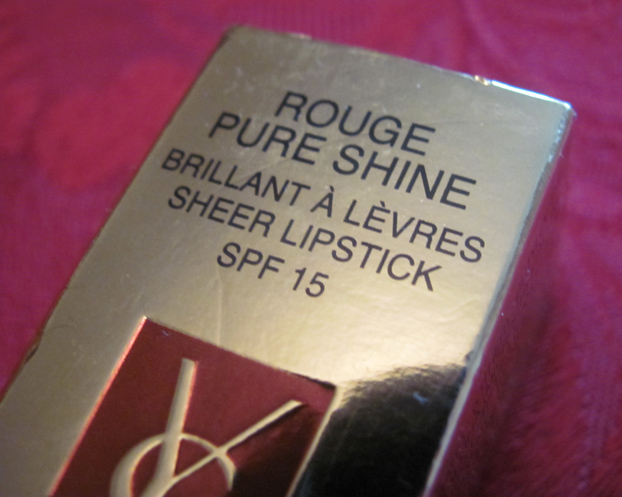 ROUGE
PURE SHINE
BRILLANT À LÈVRES
SHEER LIPSTICK
SPF 15